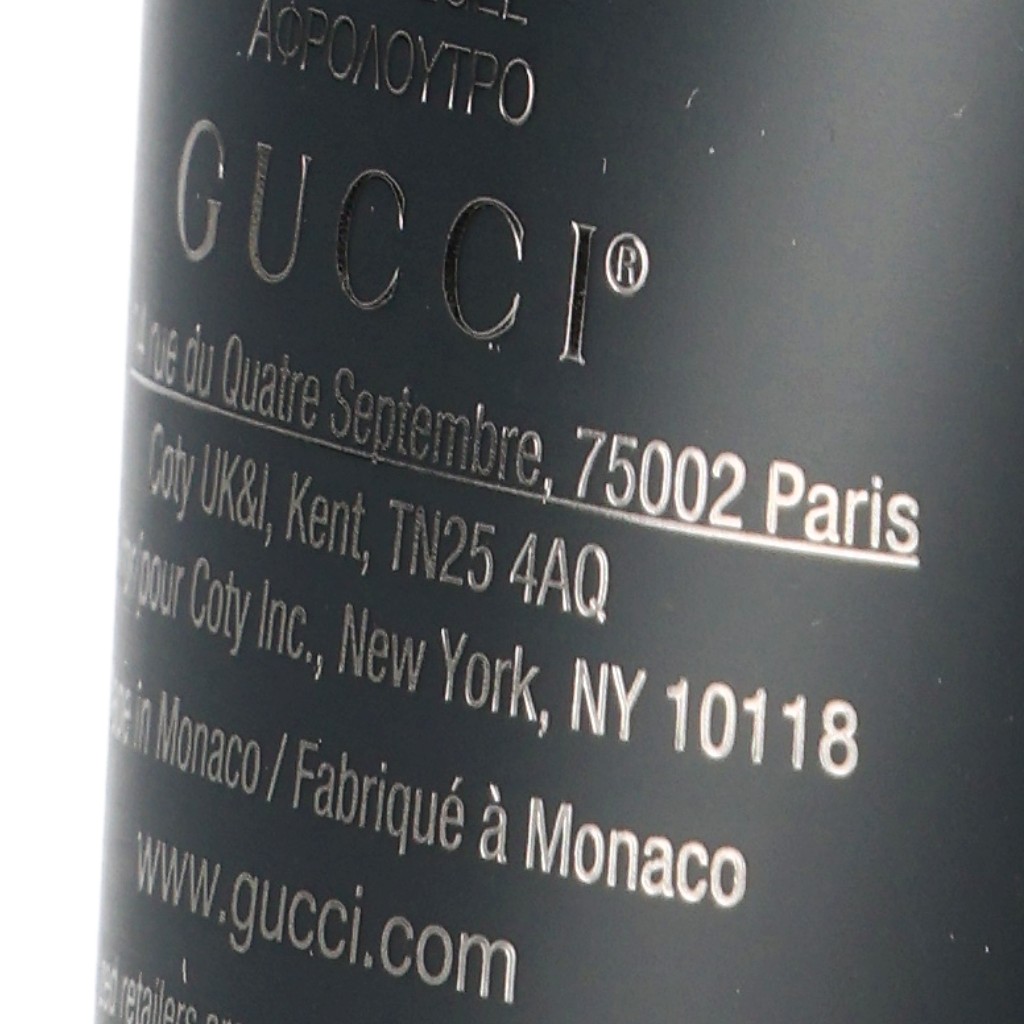 ΑΦΡΟΛΟΥΤΡΟ
GUCCI®
rue du Quatre Septembre, 75002 Paris
Coty UK&I, Kent, TN25 4AQ
pour Coty Inc., New York, NY 10118
in Monaco / Fabriqué à Monaco
www.gucci.com
retailers